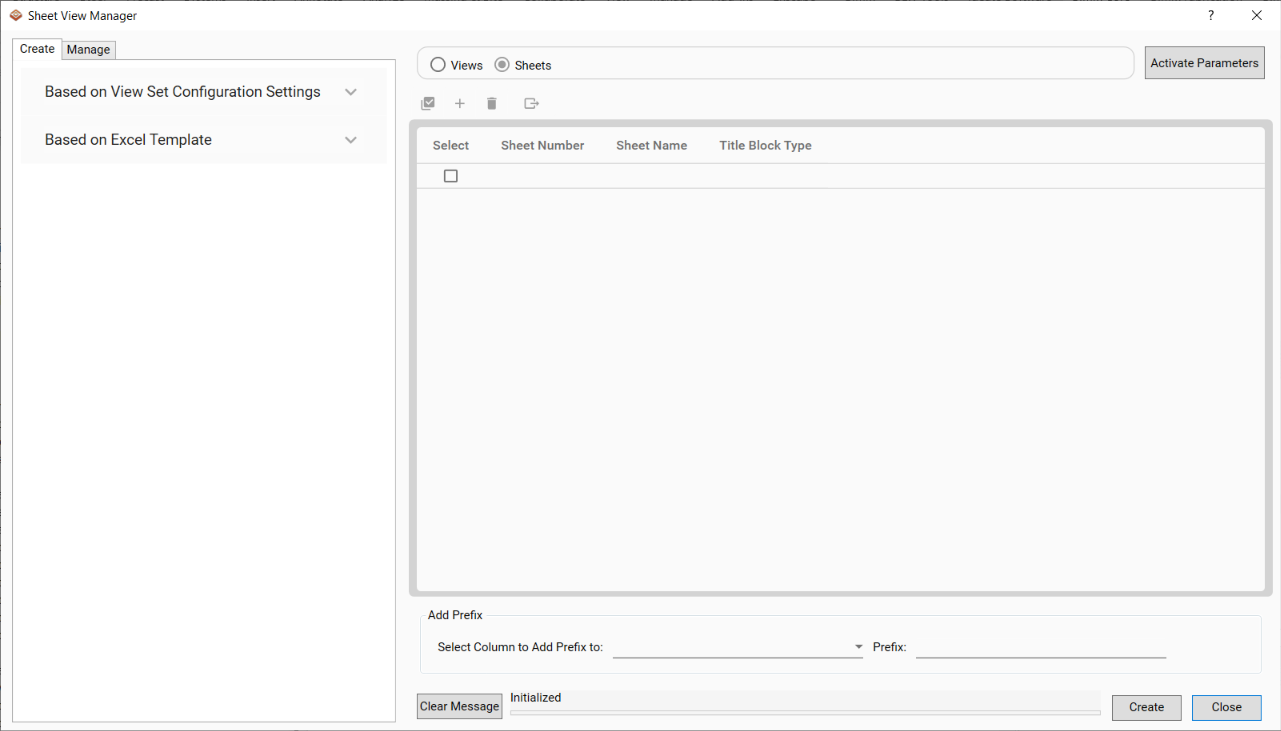 Sheet View Manager
?
Create Manage
Based on View Set Configuration Settings
Based on Excel Template
Views Sheets
Activate Parameters
Select Sheet Number Sheet Name Title Block Type
Add Prefix
Select Column to Add Prefix to: Prefix:
Clear Message
Initialized
Create Close